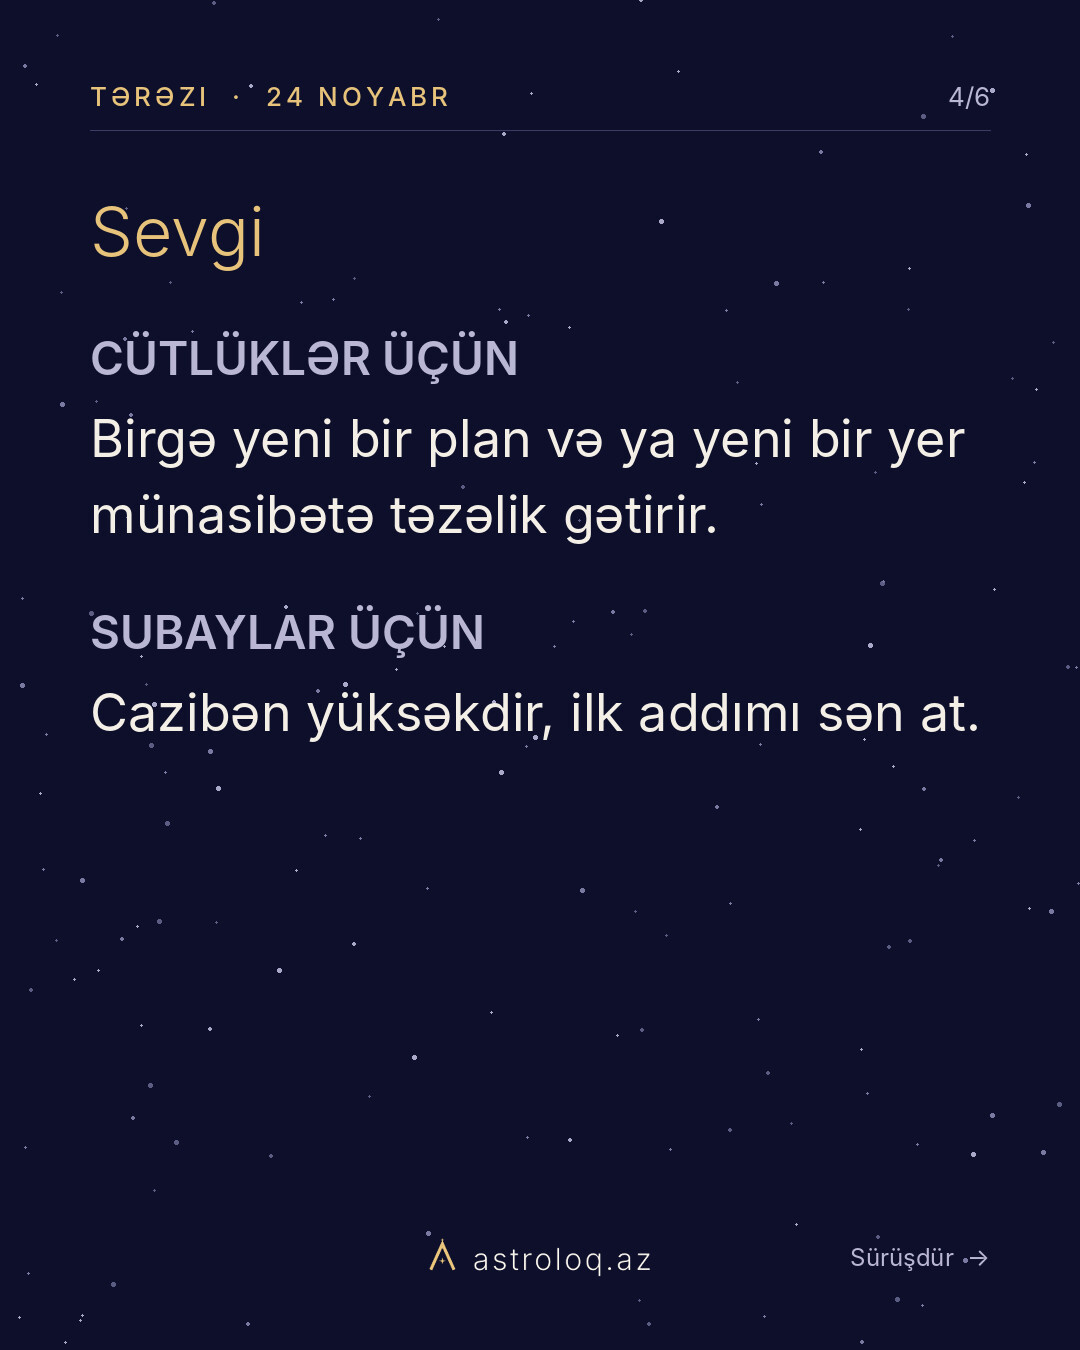 TƏRƏZI · 24 NOYABR 4/6
Sevgi
CÜTLÜKLƏR ÜÇÜN
Birgə yeni bir plan və ya yeni bir yer
münasibətə təzəlik gətirir.
SUBAYLAR ÜÇÜN
Cazibən yüksəkdir, ilk addımı sən at.
astroloq.az
Sürüşdür →